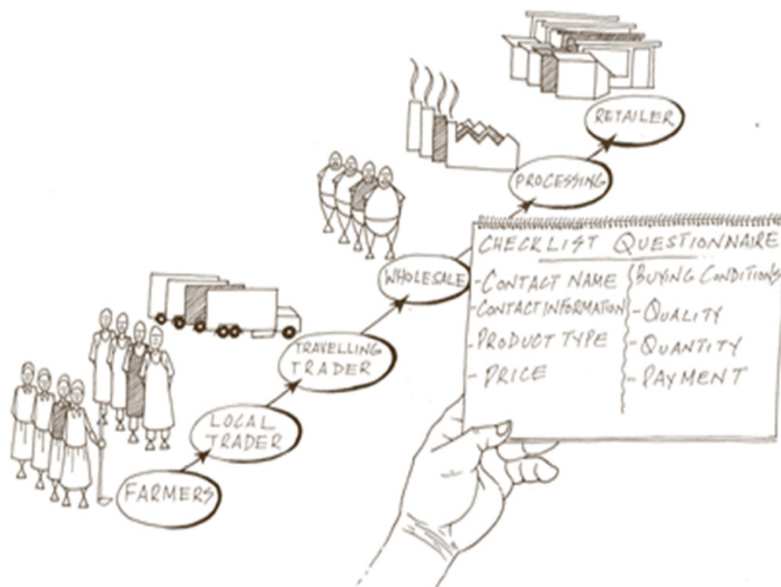 RETAILER
PROCESSING
WHOLESALE
TRAVELLING
TRADER
LOCAL
TRADER
FARMERS
CHECKLIST QUESTIONNAIRE
- CONTACT NAME
- CONTACT INFORMATION
- PRODUCT TYPE
- PRICE
BUYING CONDITIONS
- QUALITY
- QUANTITY
- PAYMENT